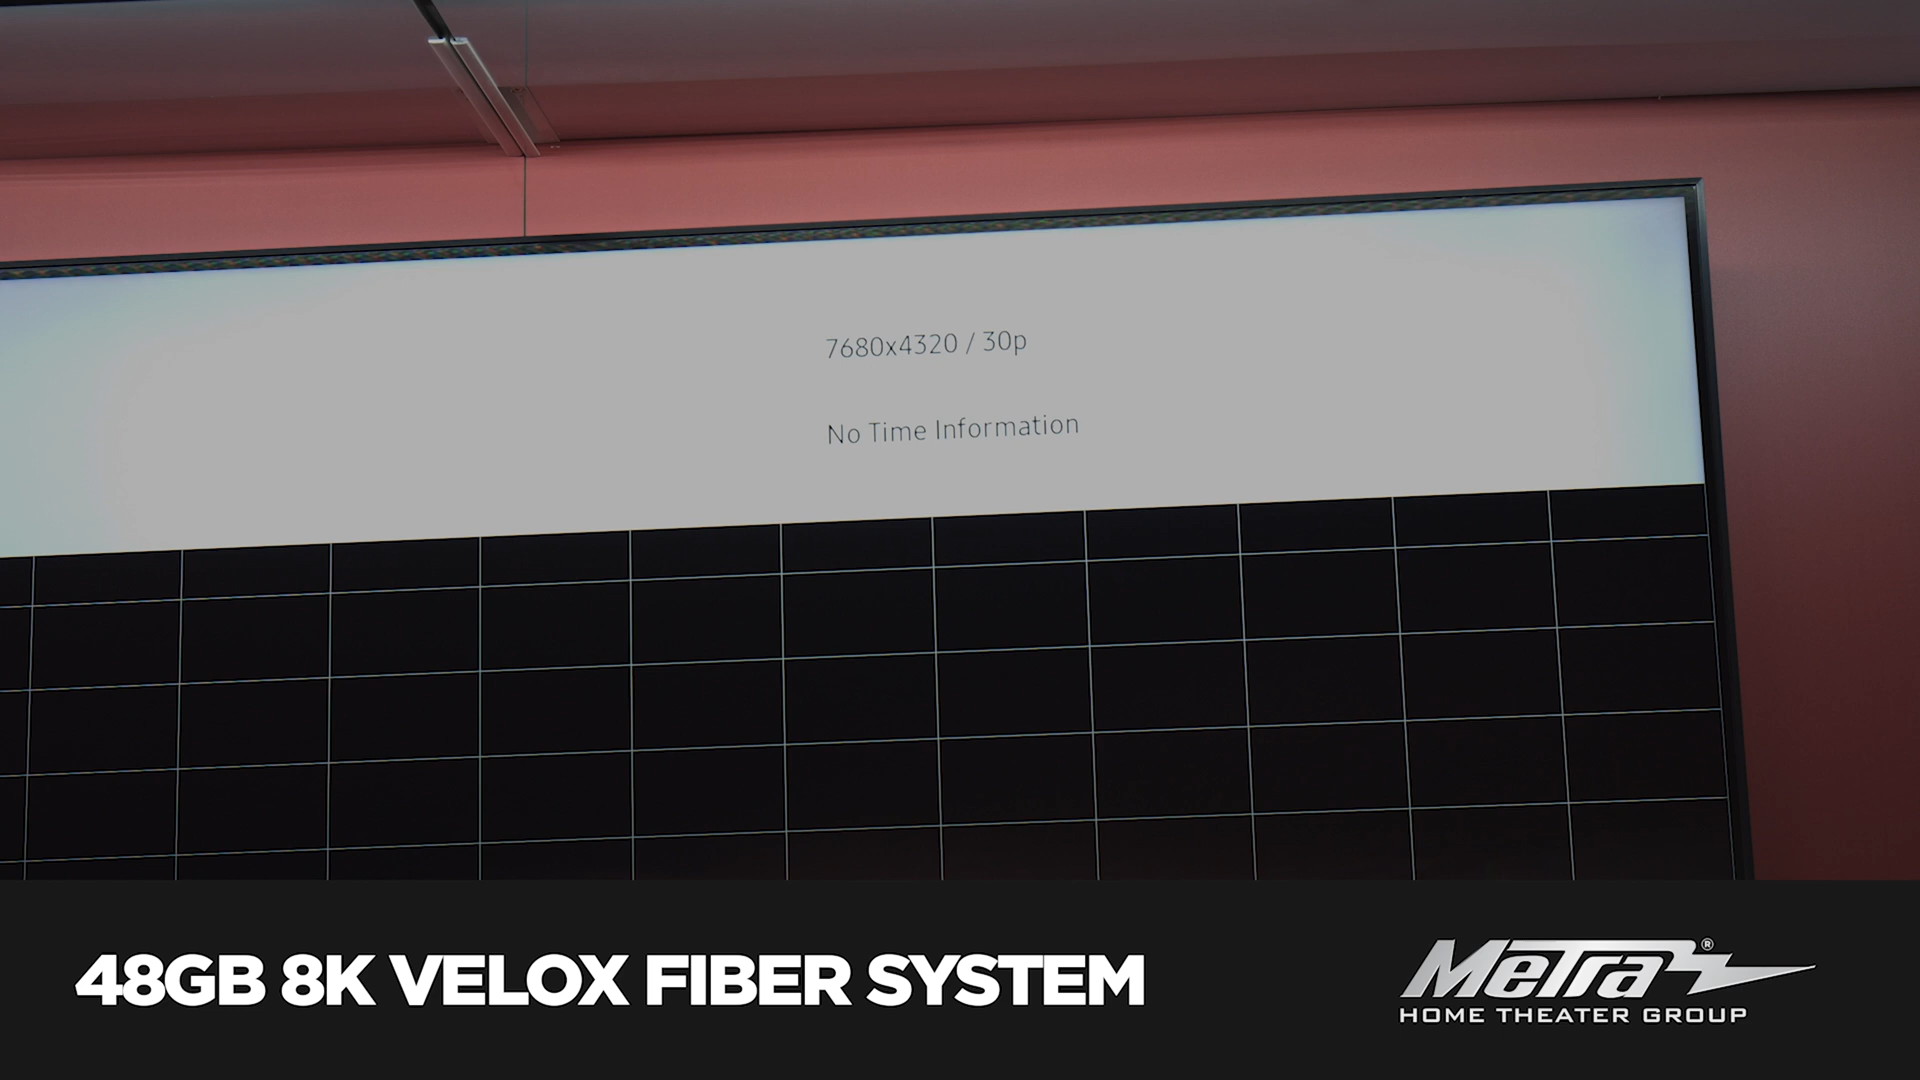 7680x4320 / 30p
No Time Information
48GB 8K VELOX FIBER SYSTEM
Metra®
HOME THEATER GROUP